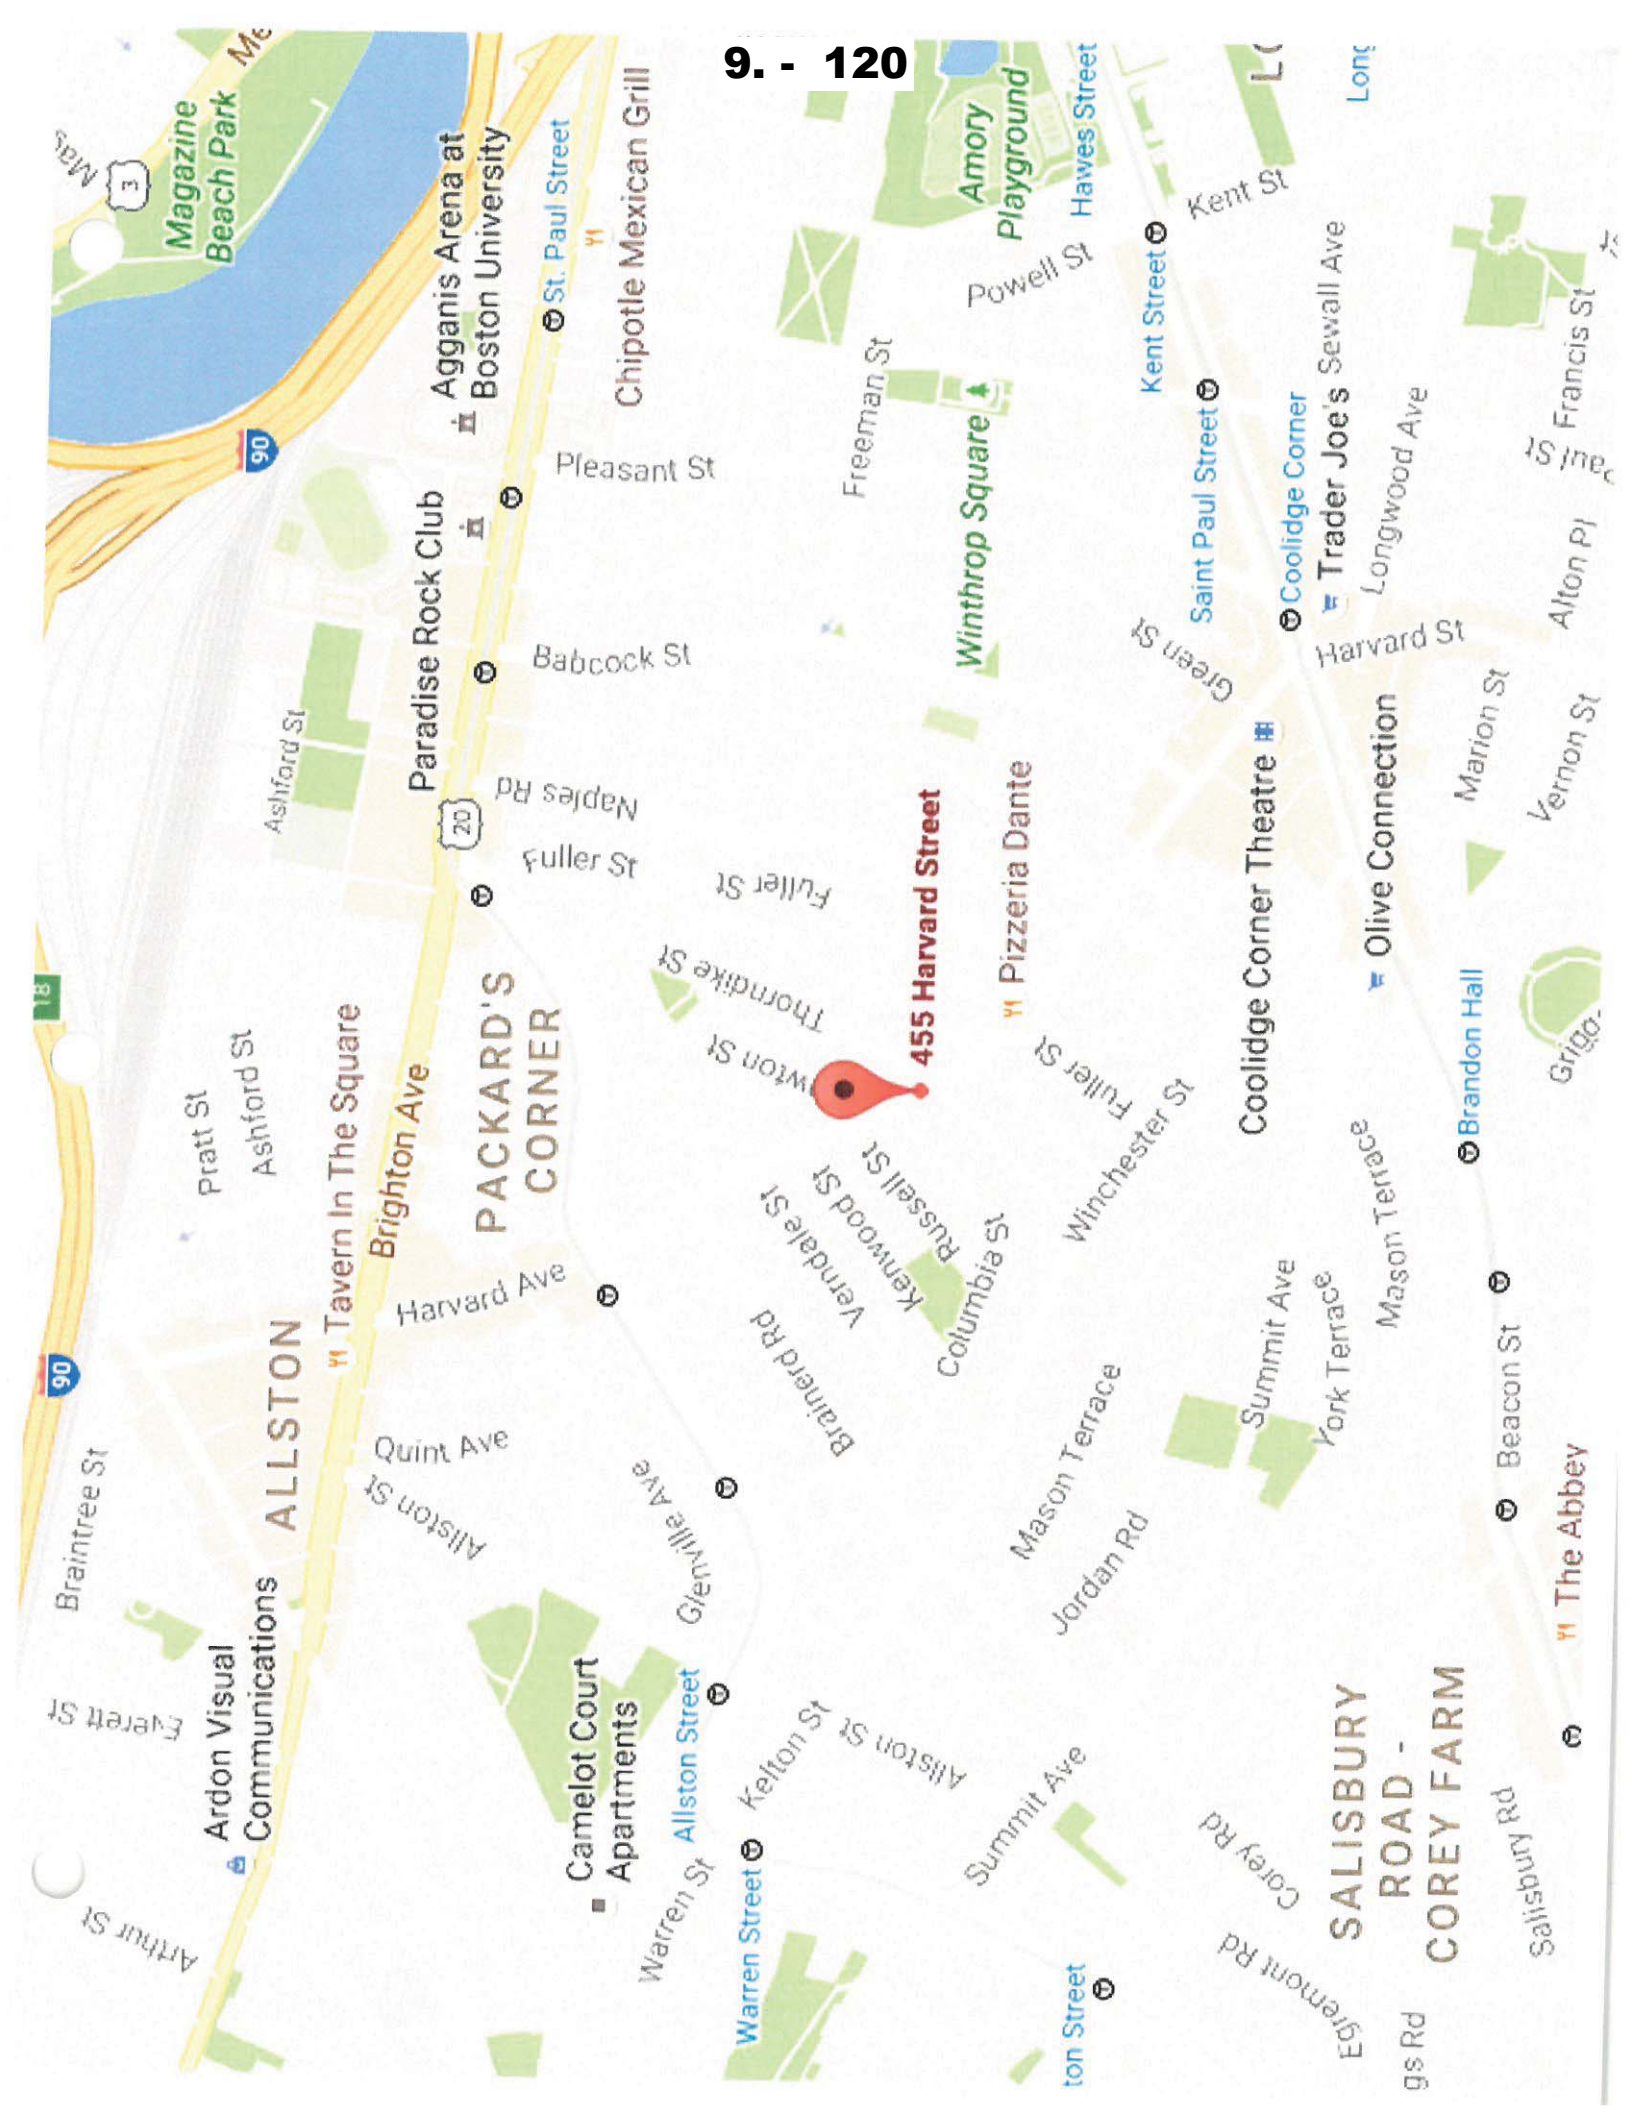 9. - 120
Arthur St
Everett St
Braintree St
90
18
3
Magazine
Beach Park
Ardon Visual
Communications
ALLSTON
Pratt St
Ashford St
Ashford St
90
Tavern In The Square
Brighton Ave
Allston St
Quint Ave
Harvard Ave
PACKARD'S
CORNER
20
Paradise Rock Club
Agganis Arena at
Boston University
St. Paul Street
Chipotle Mexican Grill
Fuller St
Naples Rd
Babcock St
Pleasant St
Camelot Court
Apartments
Warren St
Allston Street
Glenville Ave
Warren Street
Kelton St
Allston St
Brainerd Rd
Verndale St
Kenwood St
Russell St
Columbia St
Thorndike St
Fuller St
455 Harvard Street
Pizzeria Dante
Freeman St
Winthrop Square
Amory
Playground
Powell St
Hawes Street
Summit Ave
Jordan Rd
Mason Terrace
Winchester St
Fuller St
ton Street
Green St
Saint Paul Street
Kent Street
Kent St
Corey Rd
Egremont Rd
Summit Ave
York Terrace
Mason Terrace
Coolidge Corner Theatre
Coolidge Corner
Trader Joe's
Sewall Ave
Harvard St
Longwood Ave
Olive Connection
SALISBURY
ROAD -
COREY FARM
gs Rd
Salisbury Rd
Beacon St
Brandon Hall
Marion St
Vernon St
Alton Pl
Francis St
The Abbey